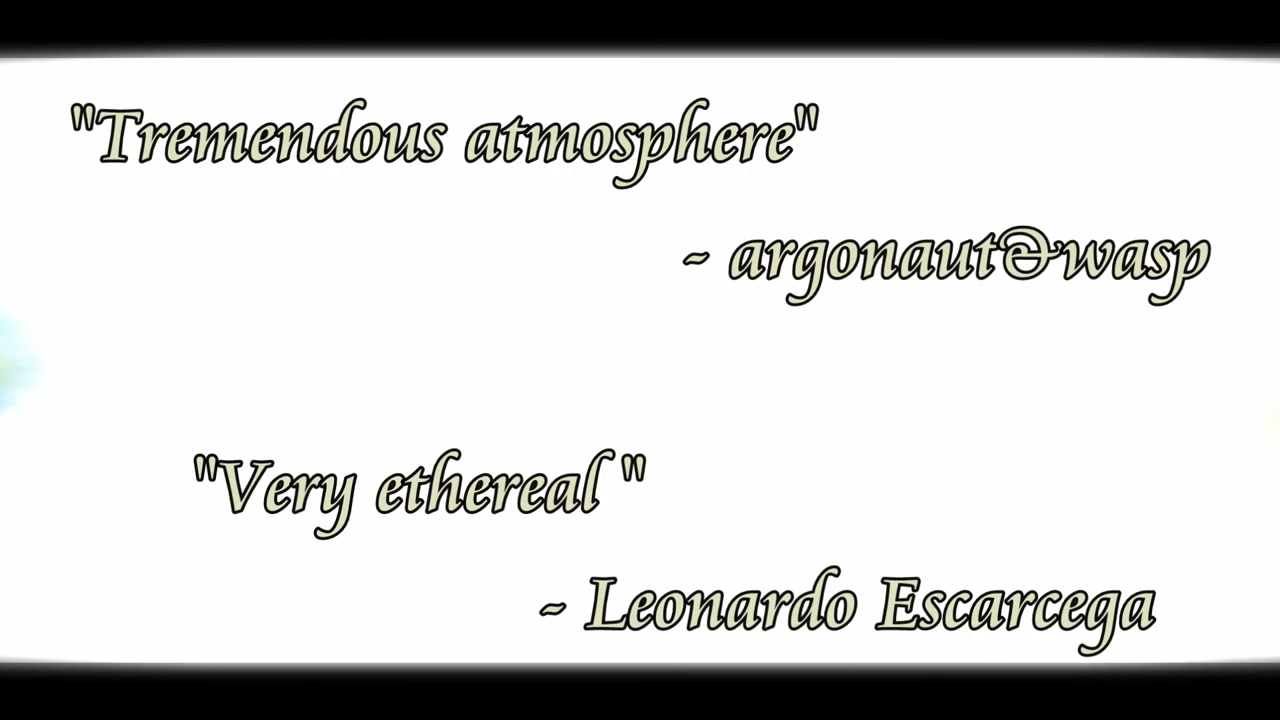 "Tremendous atmosphere"
- argonaut&wasp
"Very ethereal "
- Leonardo Escarcega